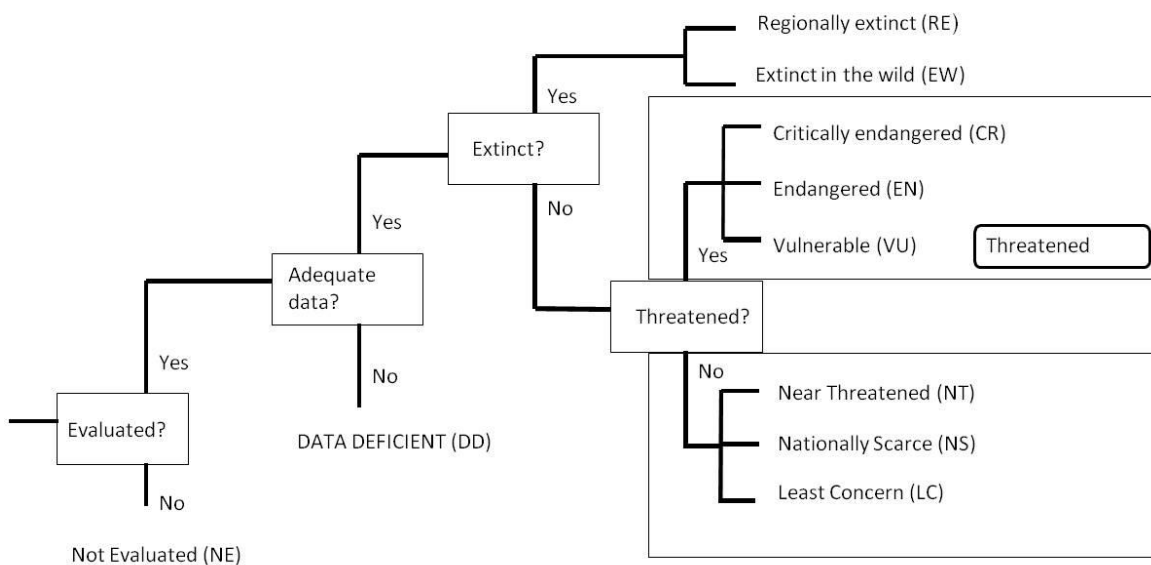 Regionally extinct (RE)
Extinct in the wild (EW)
Yes
Extinct?
Critically endangered (CR)
No
Endangered (EN)
Yes
Vulnerable (VU)
Threatened
Yes
Adequate
data?
Threatened?
Yes
No
No
Near Threatened (NT)
Evaluated?
DATA DEFICIENT (DD)
Nationally Scarce (NS)
Least Concern (LC)
No
Not Evaluated (NE)